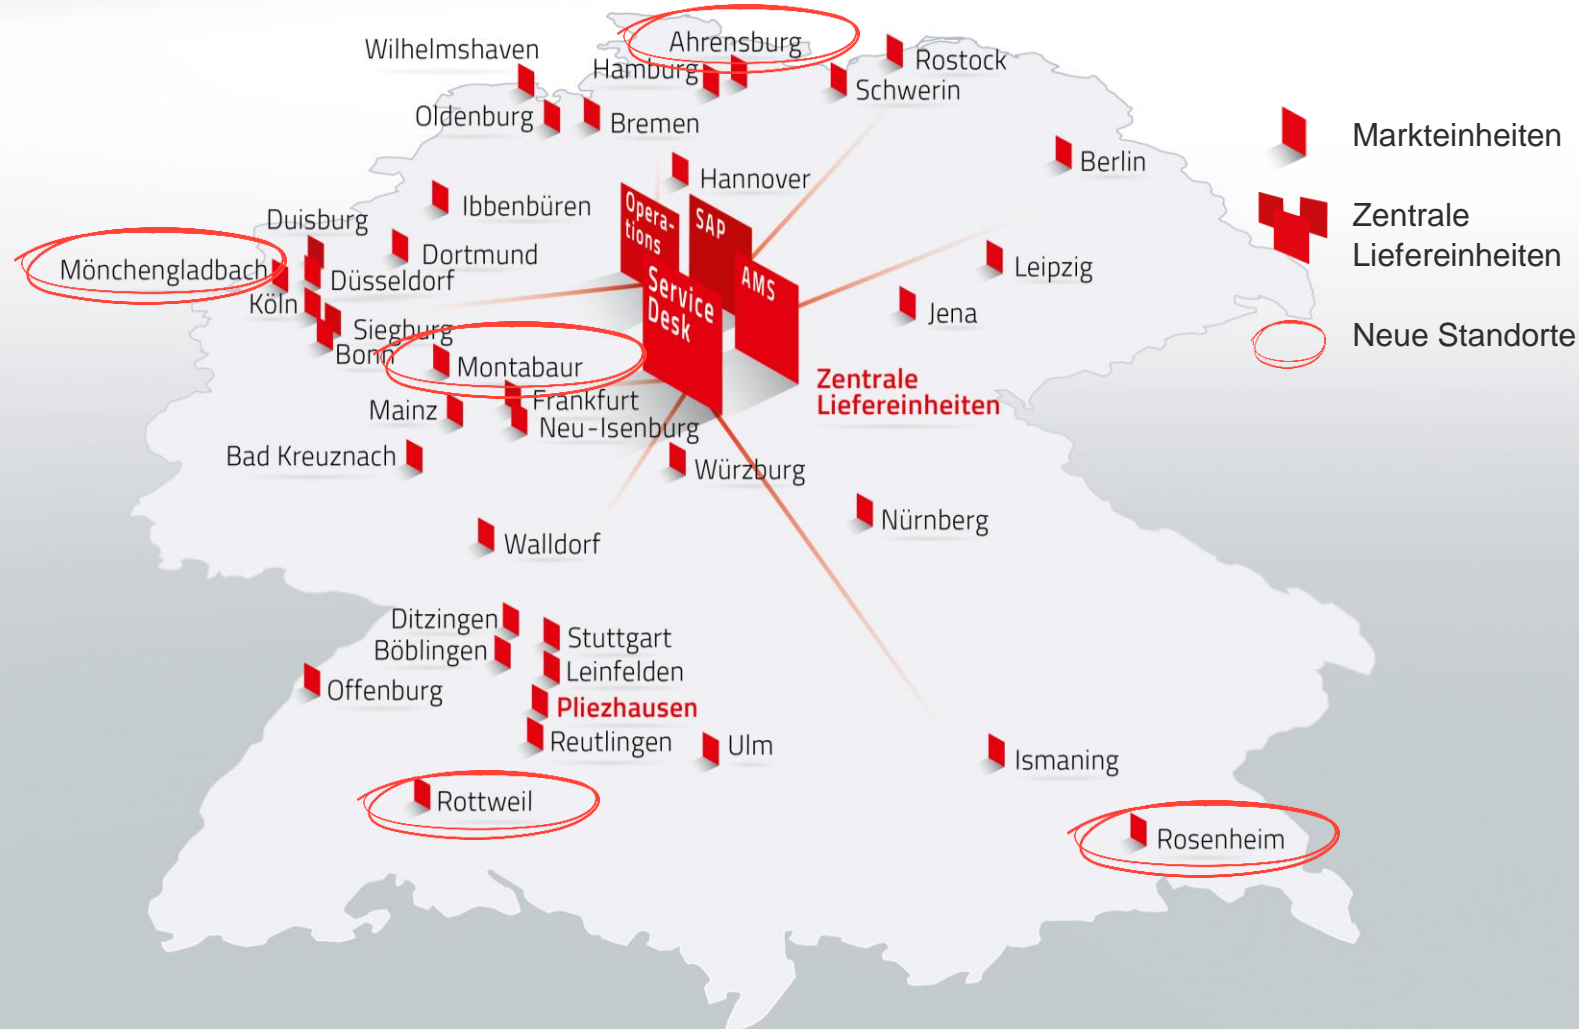 Ahrensburg
Wilhelmshaven
Hamburg
Rostock
Schwerin
Oldenburg
Bremen
Markteinheiten
Berlin
Hannover
Ibbenbüren
Opera-
tions
SAP
Zentrale
Liefereinheiten
Duisburg
Dortmund
Mönchengladbach
Düsseldorf
Service
Desk
AMS
Leipzig
Köln
Jena
Siegburg
Bonn
Neue Standorte
Montabaur
Zentrale
Liefereinheiten
Mainz
Frankfurt
Neu-Isenburg
Bad Kreuznach
Würzburg
Nürnberg
Walldorf
Ditzingen
Stuttgart
Böblingen
Leinfelden
Offenburg
Pliezhausen
Reutlingen
Ulm
Ismaning
Rottweil
Rosenheim